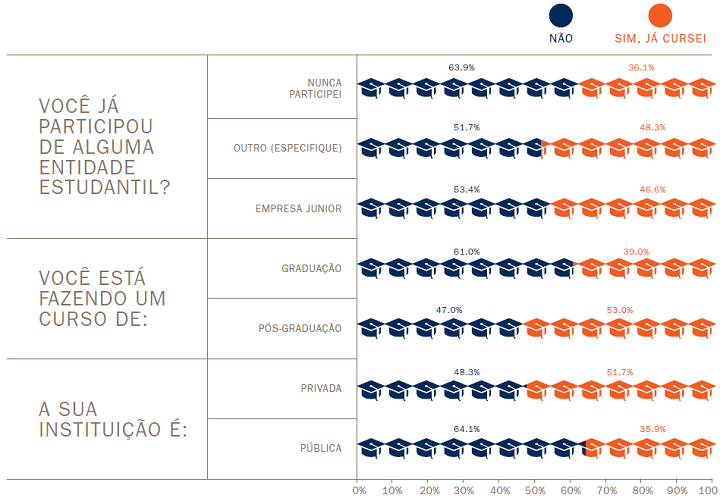 NÃO
SIM, JÁ CURSEI
VOCÊ JÁ
PARTICIPOU
DE ALGUMA
ENTIDADE
ESTUDANTIL?
NUNCA
PARTICIPEI
63.9%
36.1%
OUTRO (ESPECIFIQUE)
51.7%
48.3%
EMPRESA JUNIOR
53.4%
46.6%
VOCÊ ESTÁ
FAZENDO UM
CURSO DE:
GRADUAÇÃO
61.0%
39.0%
PÓS-GRADUAÇÃO
47.0%
53.0%
A SUA
INSTITUIÇÃO É:
PRIVADA
48.3%
51.7%
PÚBLICA
64.1%
35.9%
0% 10% 20% 30% 40% 50% 60% 70% 80% 90% 100